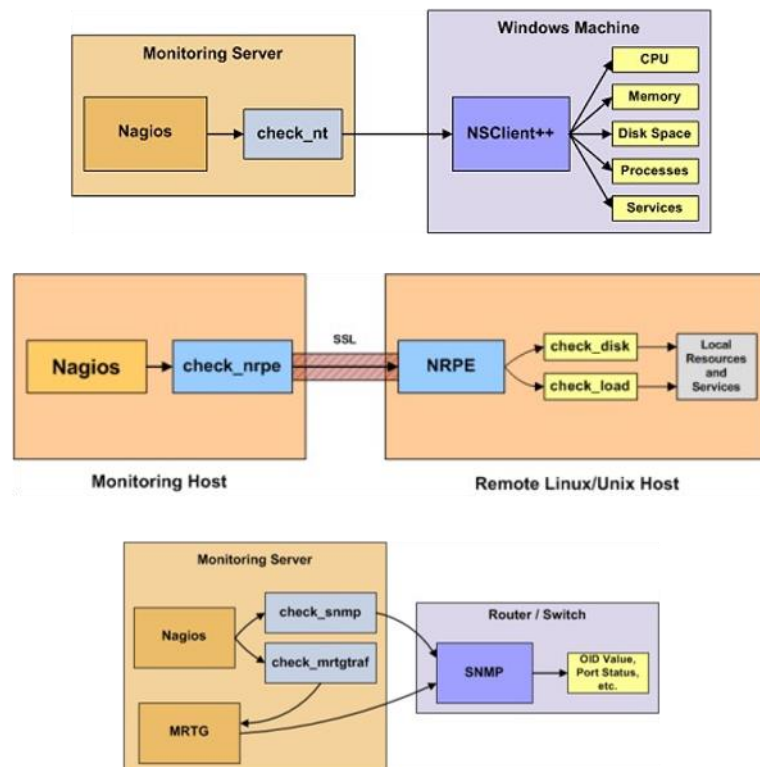 Monitoring Server
Nagios
check_nt
Windows Machine
NSClient++
CPU
Memory
Disk Space
Processes
Services
Nagios
check_nrpe
SSL
NRPE
check_disk
check_load
Local
Resources
and
Services
Monitoring Host
Remote Linux/Unix Host
Monitoring Server
Nagios
check_snmp
check_mrtgtraf
MRTG
Router / Switch
SNMP
OID Value,
Port Status,
etc.